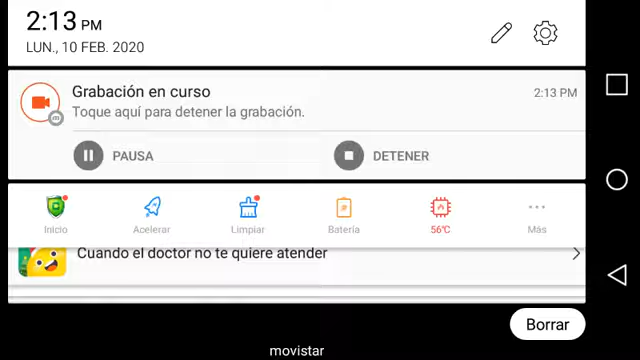 2:13 PM
LUN., 10 FEB. 2020
Grabación en curso
2:13 PM
Toque aquí para detener la grabación.
PAUSA
DETENER
Inicio
Acelerar
Limpiar
Batería
56°C
Más
Cuando el doctor no te quiere atender
Borrar
movistar